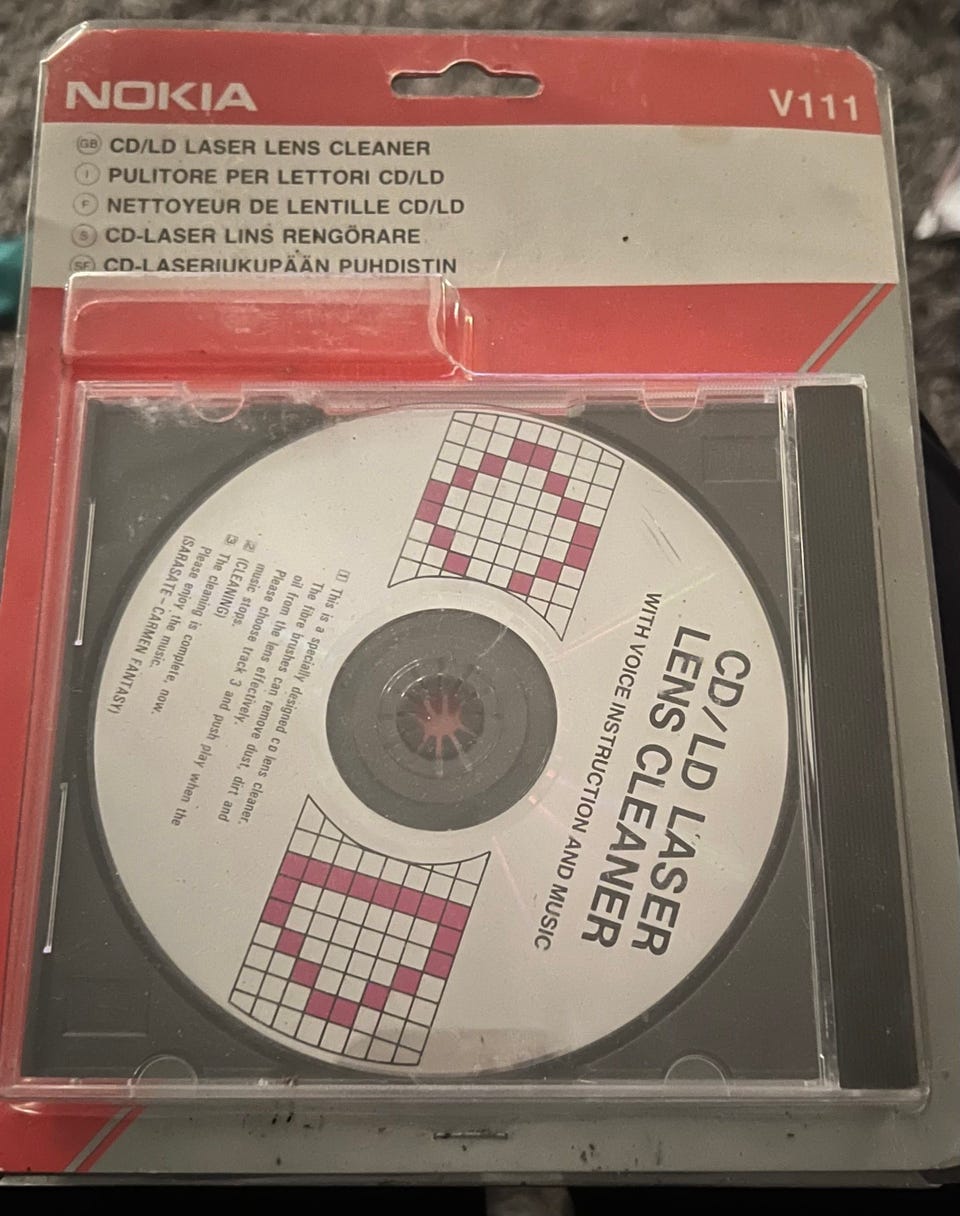 NOKIA
V111
GB CD/LD LASER LENS CLEANER
I PULITORE PER LETTORI CD/LD
F NETTOYEUR DE LENTILLE CD/LD
S CD-LASER LINS RENGÖRARE
SF CD-LASERIUKUPÄÄN PUHDISTIN
CD/LD LASER
LENS CLEANER
WITH VOICE INSTRUCTION AND MUSIC
1 This is a specially designed c o lens cleaner.
The fibre brushes can remove dust, dirt and
oil from the lens effectively.
Please choose track 3 and push play when the
music stops.
2 (CLEANING)
3 The cleaning is complete, now.
Please enjoy the music.
(SARASATE - CARMEN FANTASY)